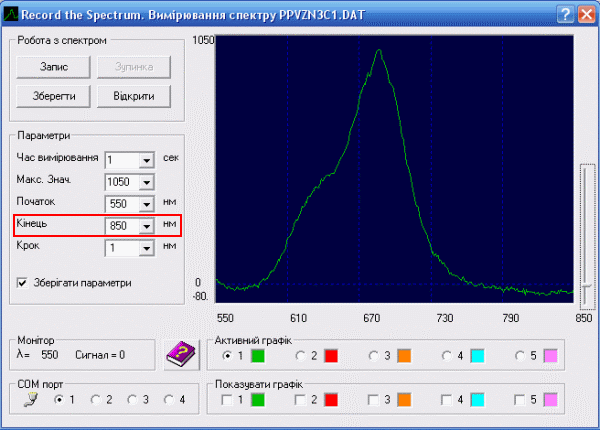 Record the Spectrum. Вимірювання спектру PPVZN3C1.DAT
Робота з спектром
Запис Зупинка
Зберегти Відкрити
Параметри
Час вимірювання 1 сек
Макс. Знач. 1050
Початок 550 нм
Кінець 850 нм
Крок 1 нм
Зберігати параметри
1050
0
-80.
550 610 670 730 790 850
Монітор
λ= 550 Сигнал = 0
?
Активний графік
1 2 3 4 5
COM порт
1 2 3 4
Показувати графік
1 2 3 4 5